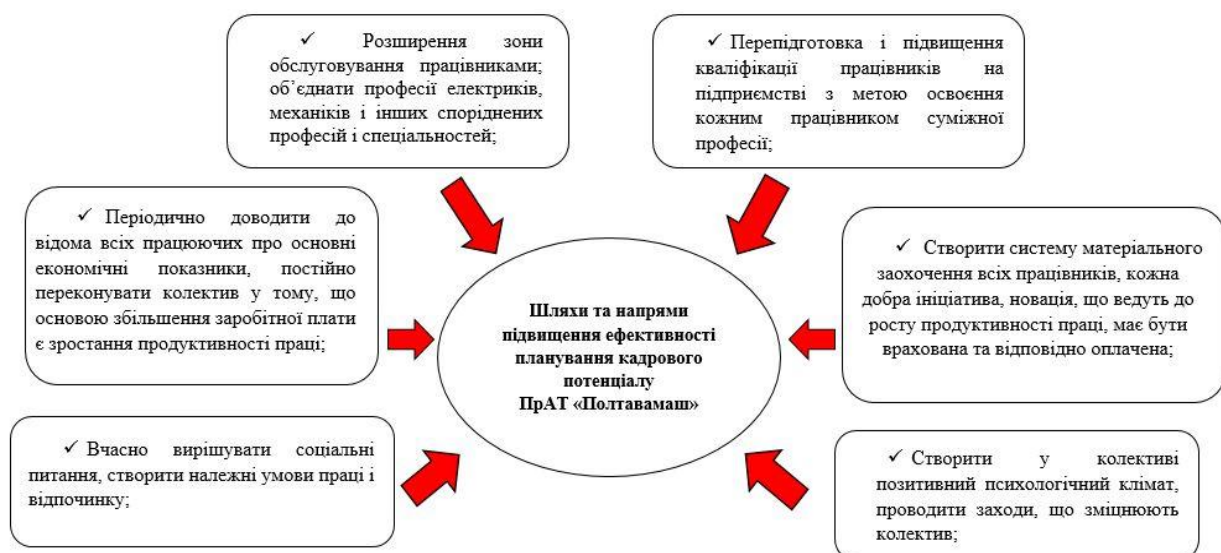 ✓ Розширення зони
обслуговування працівниками;
об’єднати професії електриків,
механіків і інших споріднених
професій і спеціальностей;
✓ Перепідготовка і підвищення
кваліфікації працівників на
підприємстві з метою освоєння
кожним працівником суміжної
професії;
✓ Періодично доводити до
відома всіх працюючих про основні
економічні показники, постійно
переконувати колектив у тому, що
основою збільшення заробітної плати
є зростання продуктивності праці;
✓ Створити систему матеріального
заохочення всіх працівників, кожна
добра ініціатива, новація, що ведуть до
росту продуктивності праці, має бути
врахована та відповідно оплачена;
Шляхи та напрями
підвищення ефективності
планування кадрового
потенціалу
ПрАТ «Полтавамаш»
✓ Вчасно вирішувати соціальні
питання, створити належні умови праці і
відпочинку;
✓ Створити у колективі
позитивний психологічний клімат,
проводити заходи, що зміцнюють
колектив;